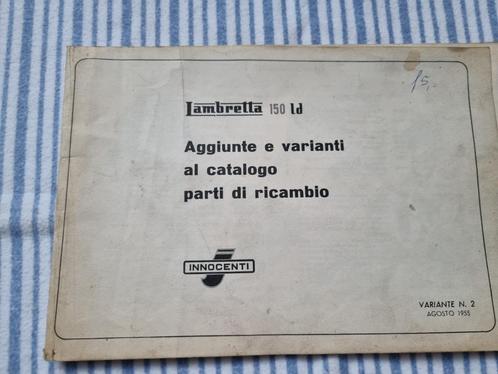 15,-
Lambretta 150 ld
Aggiunte e varianti
al catalogo
parti di ricambio
INNOCENTI
VARIANTE N. 2
AGOSTO 1955